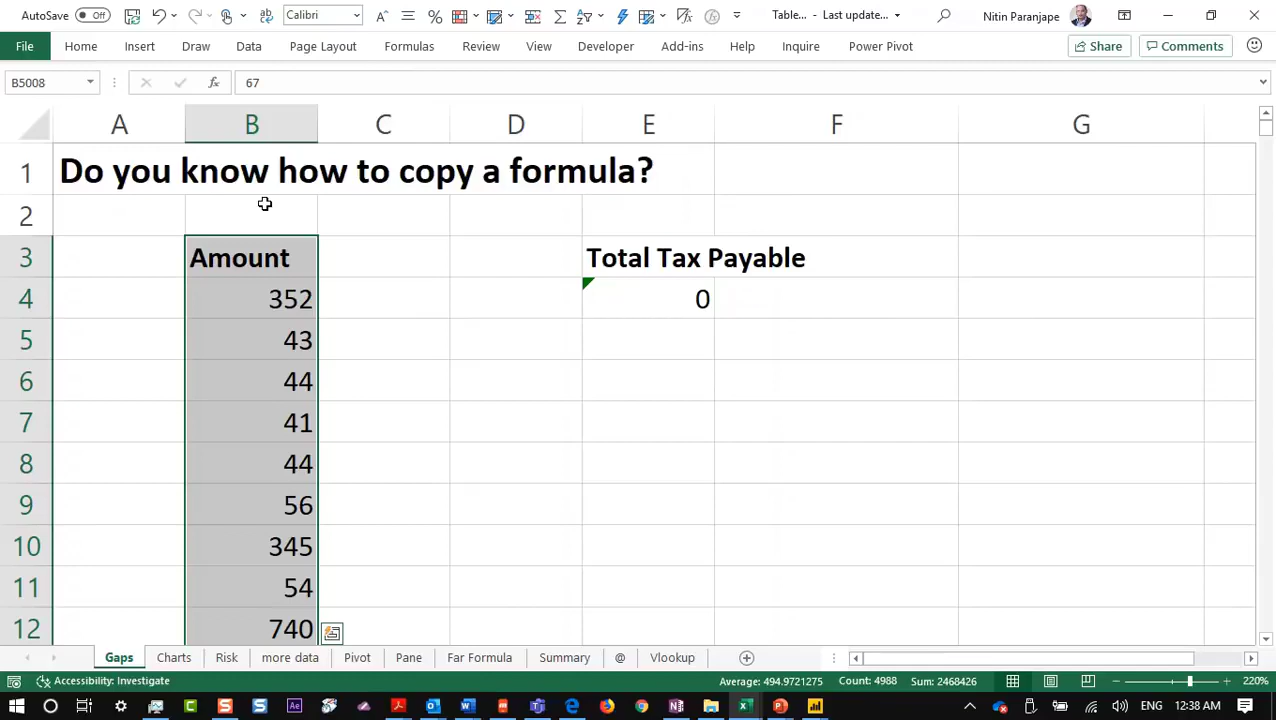 AutoSave Off Calibri Table... - Last update... Nitin Paranjape
File Home Insert Draw Data Page Layout Formulas Review View Developer Add-ins Help Inquire Power Pivot Share Comments
B5008 fx 67
A B C D E F G
1 Do you know how to copy a formula?
2
3 Amount Total Tax Payable
4 352 0
5 43
6 44
7 41
8 44
9 56
10 345
11 54
12 740
Gaps Charts Risk more data Pivot Pane Far Formula Summary @ Vlookup
Accessibility: Investigate Average: 494.9721275 Count: 4988 Sum: 2468426 220%
12:38 AM